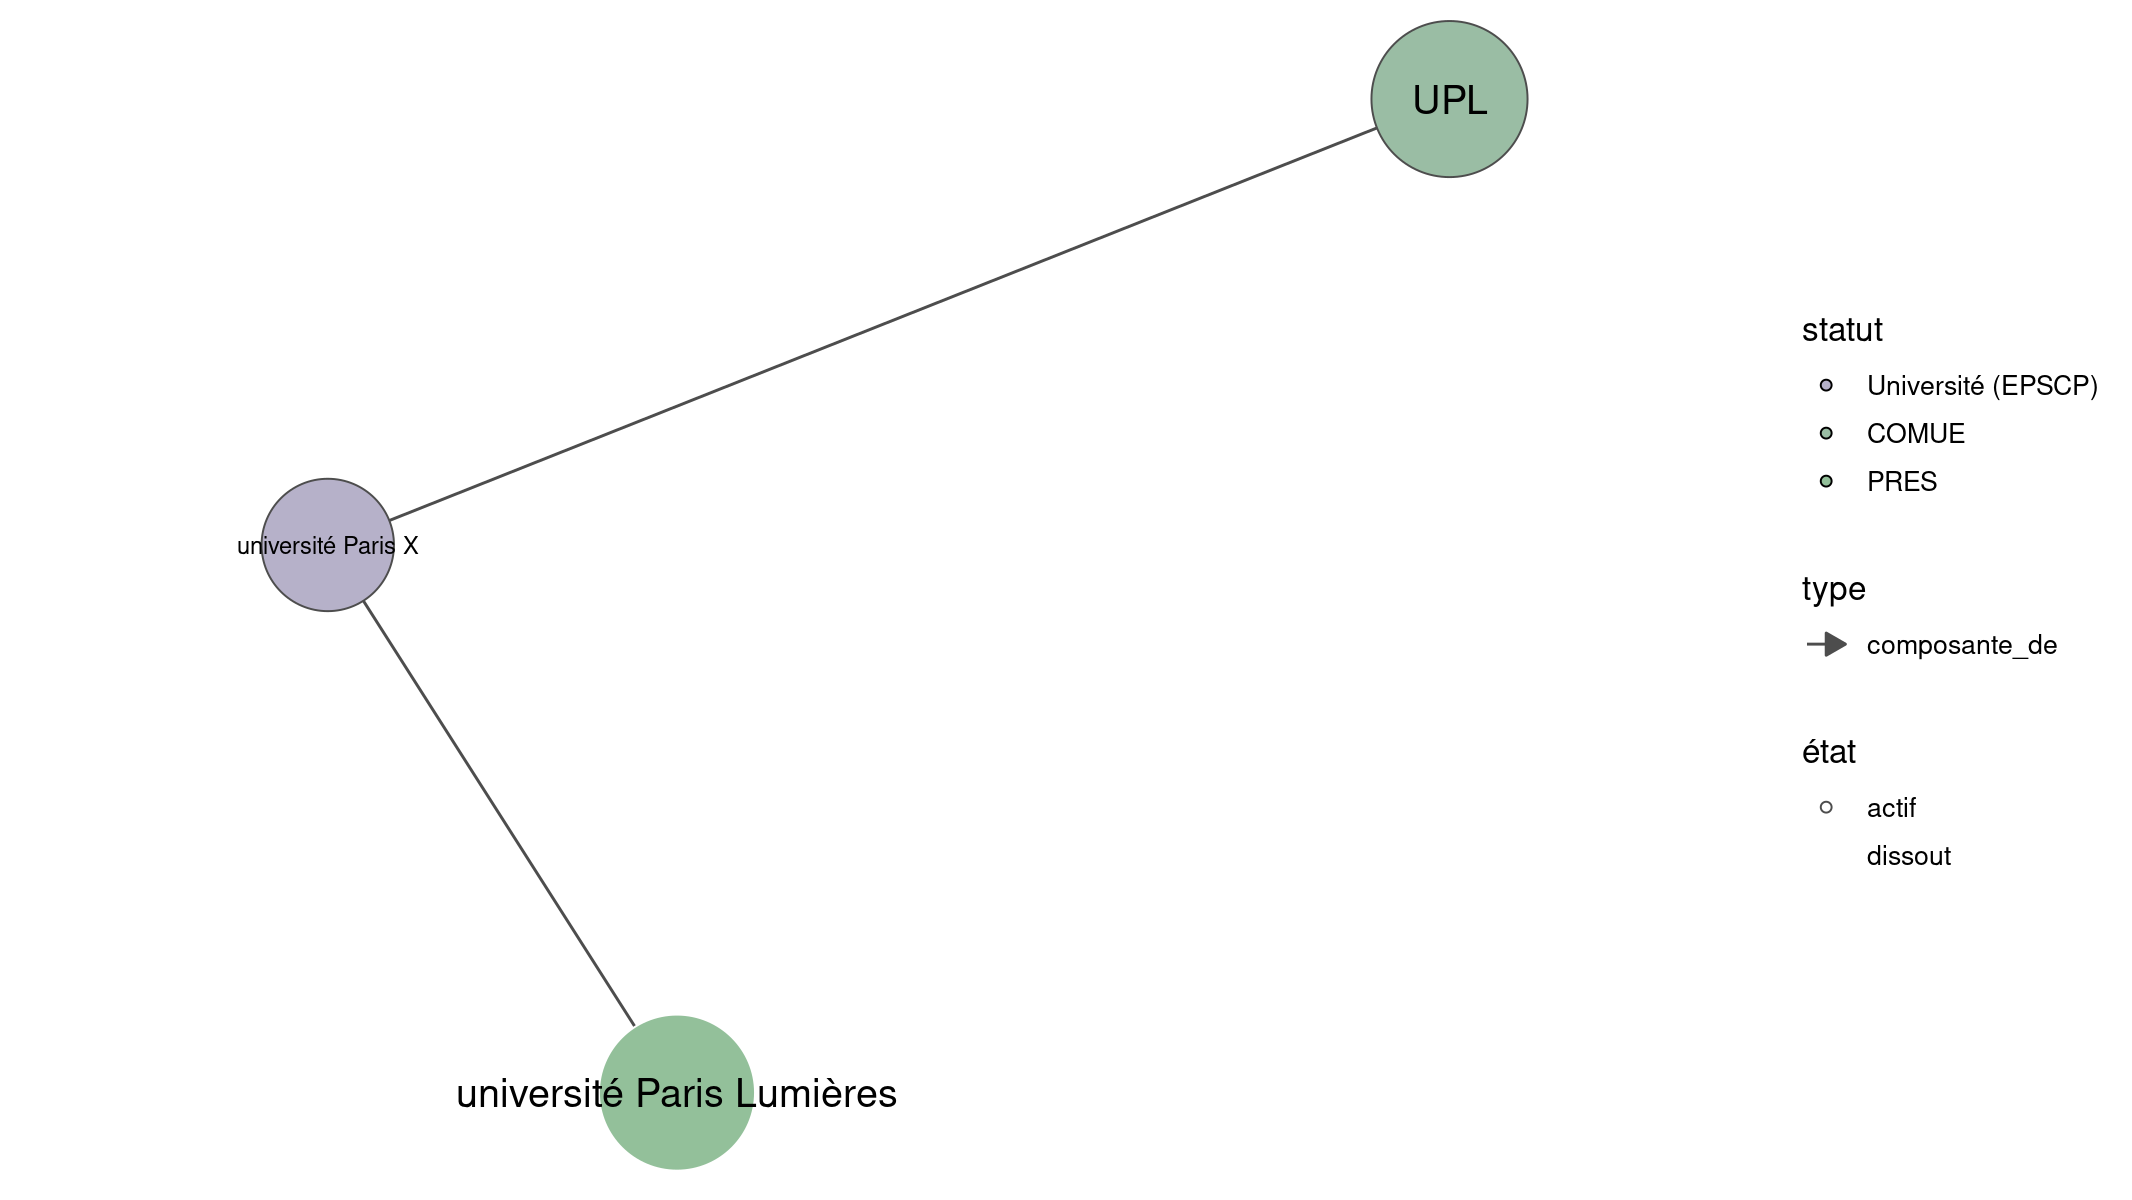 UPL
université Paris X
université Paris Lumières
statut
Université (EPSCP)
COMUE
PRES
type
composante_de
état
actif
dissout